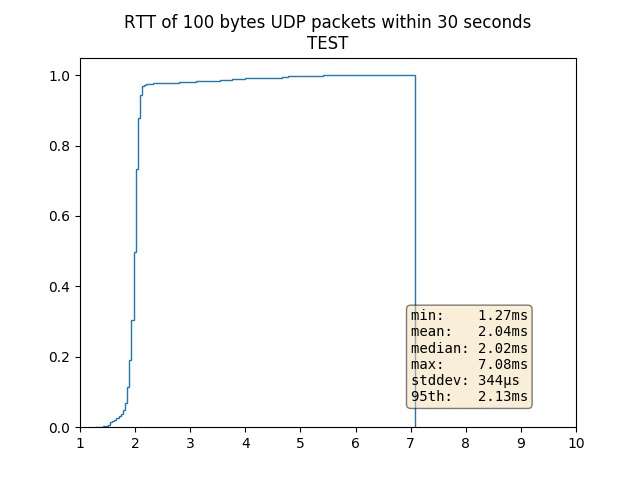 RTT of 100 bytes UDP packets within 30 seconds
TEST
1.0
0.8
0.6
0.4
0.2
0.0
min:    1.27ms
mean:   2.04ms
median: 2.02ms
max:    7.08ms
stddev: 344µs
95th:   2.13ms
1 2 3 4 5 6 7 8 9 10